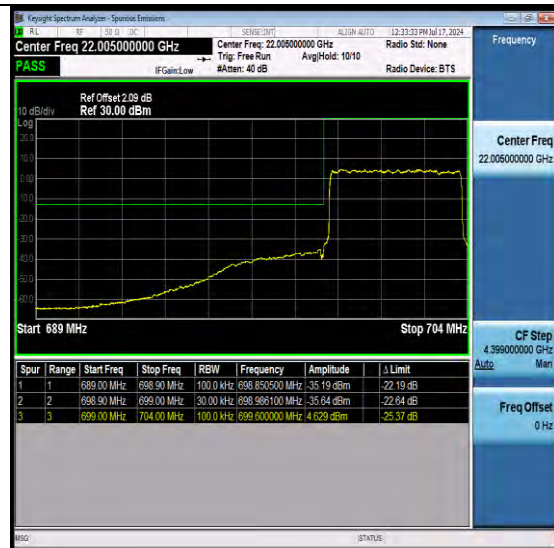 Keysight Spectrum Analyzer - Spurious Emissions
RL RF 50 Ω DC SENSE:INT ALIGN AUTO 12:33:33 PM Jul 17, 2024
Center Freq 22.005000000 GHz
Center Freq: 22.005000000 GHz
Radio Std: None
Trig: Free Run Avg|Hold: 10/10
PASS
IFGain:Low
#Atten: 40 dB
Radio Device: BTS
Frequency
Ref Offset 2.09 dB
10 dB/div Ref 30.00 dBm
Log
20.0
10.0
0.00
-10.0
-20.0
-30.0
-40.0
-50.0
-60.0
Start 689 MHz Stop 704 MHz
Spur Range Start Freq Stop Freq RBW Frequency Amplitude Δ Limit
1 1 689.00 MHz 698.90 MHz 100.0 kHz 698.850500 MHz -35.19 dBm -22.19 dB
2 2 698.90 MHz 699.00 MHz 30.00 kHz 698.986100 MHz -35.64 dBm -22.64 dB
3 3 699.00 MHz 704.00 MHz 100.0 kHz 699.600000 MHz 4.629 dBm -25.37 dB
Center Freq
22.005000000 GHz
CF Step
4.399000000 GHz
Auto Man
Freq Offset
0 Hz
MSG STATUS